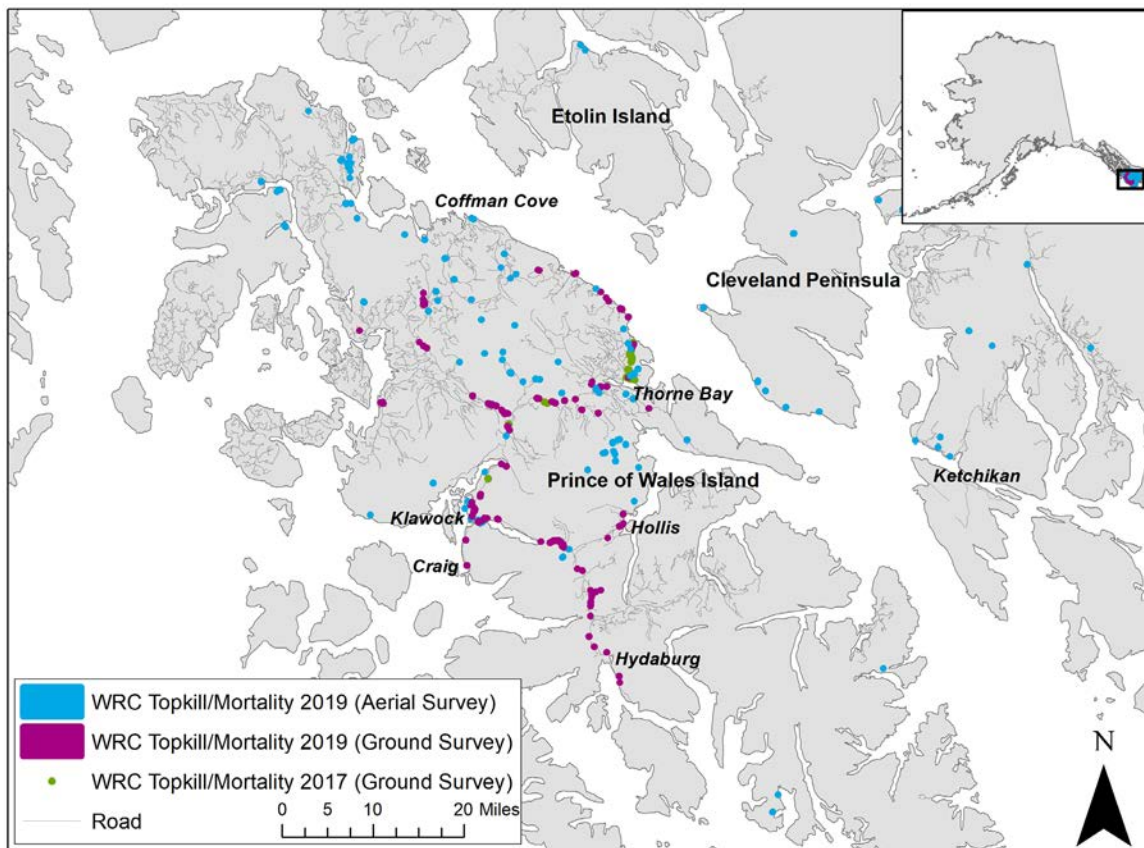 Etolin Island
Coffman Cove
Cleveland Peninsula
Thorne Bay
Prince of Wales Island
Ketchikan
Klawock
Hollis
Craig
Hydaburg
WRC Topkill/Mortality 2019 (Aerial Survey)
WRC Topkill/Mortality 2019 (Ground Survey)
WRC Topkill/Mortality 2017 (Ground Survey)
Road
0 5 10 20 Miles
N